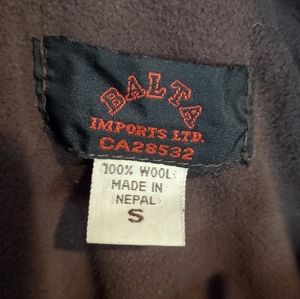 BALTA
IMPORTS LTD.
CA28532
100% WOOL
MADE IN
NEPAL
S